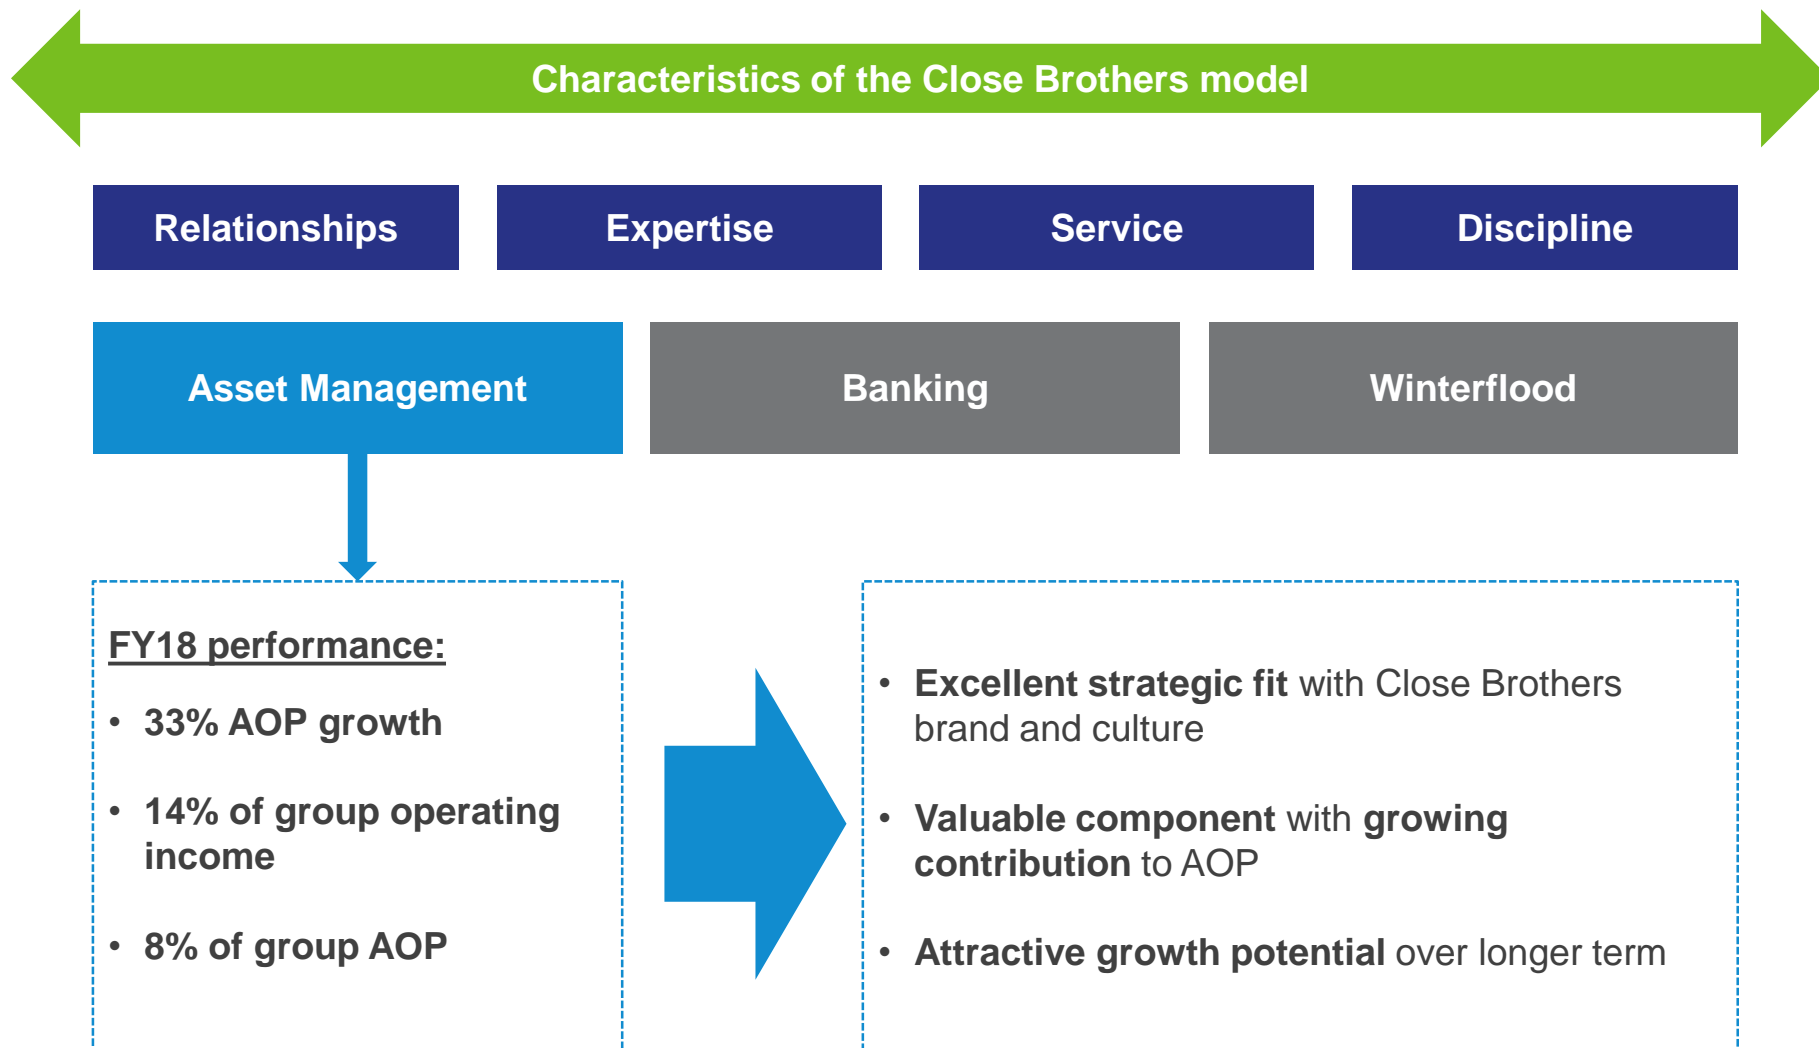 Characteristics of the Close Brothers model
Relationships
Expertise
Service
Discipline
Asset Management
Banking
Winterflood
FY18 performance:
• 33% AOP growth
• 14% of group operating
income
• 8% of group AOP
• Excellent strategic fit with Close Brothers
brand and culture
• Valuable component with growing
contribution to AOP
• Attractive growth potential over longer term